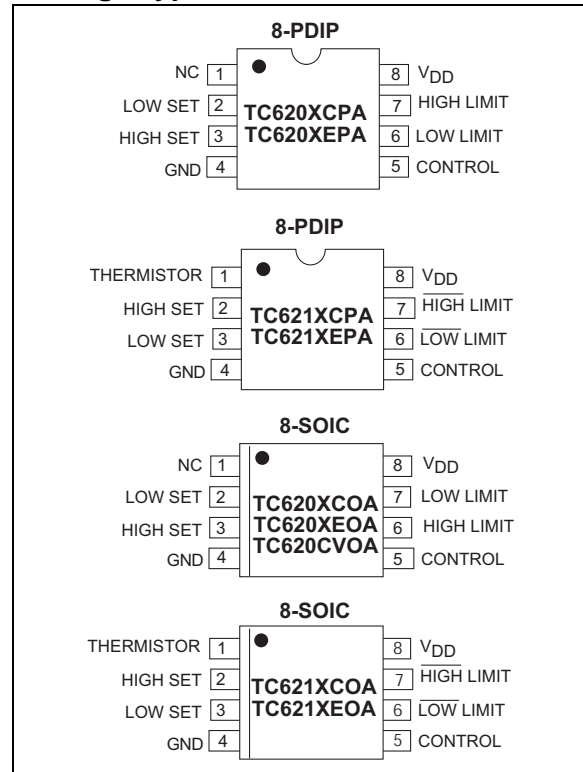 8-PDIP
NC 1 8 VDD
LOW SET 2 TC620XCPA 7 HIGH LIMIT
HIGH SET 3 TC620XEPA 6 LOW LIMIT
GND 4 5 CONTROL
8-PDIP
THERMISTOR 1 8 VDD
HIGH SET 2 TC621XCPA 7 HIGH LIMIT
LOW SET 3 TC621XEPA 6 LOW LIMIT
GND 4 5 CONTROL
8-SOIC
NC 1 8 VDD
LOW SET 2 TC620XCOA 7 LOW LIMIT
HIGH SET 3 TC620XEOA 6 HIGH LIMIT
TC620CVOA
GND 4 5 CONTROL
8-SOIC
THERMISTOR 1 8 VDD
HIGH SET 2 TC621XCOA 7 HIGH LIMIT
LOW SET 3 TC621XEOA 6 LOW LIMIT
GND 4 5 CONTROL